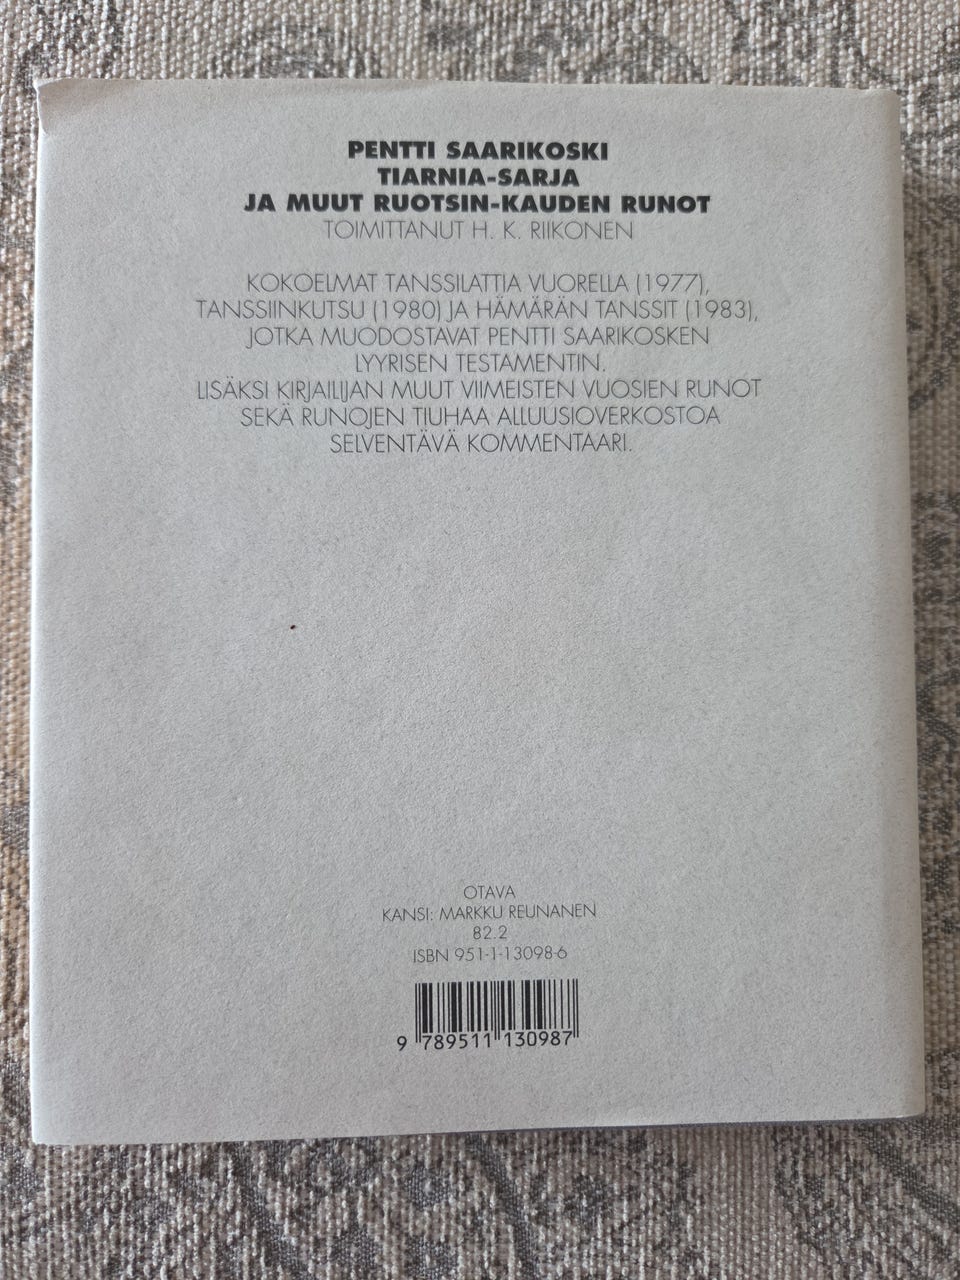 PENTTI SAARIKOSKI
TIARNIA-SARJA
JA MUUT RUOTSIN-KAUDEN RUNOT
TOIMITTANUT H. K. RIIKONEN
KOKOELMAT TANSSILATTIA VUORELLA (1977),
TANSSIINKUTSU (1980) JA HÄMÄRÄN TANSSIT (1983),
JOTKA MUODOSTAVAT PENTTI SAARIKOSKEN
LYYRISEN TESTAMENTIN.
LISÄKSI KIRJAILIJAN MUUT VIIMEISTEN VUOSIEN RUNOT
SEKÄ RUNOJEN TIUHAA ALLUUSIOVERKOSTOA
SELVENTÄVÄ KOMMENTAARI.
OTAVA
KANSI: MARKKU REUNANEN
82.2
ISBN 951-1-13098-6
9 789511 130987